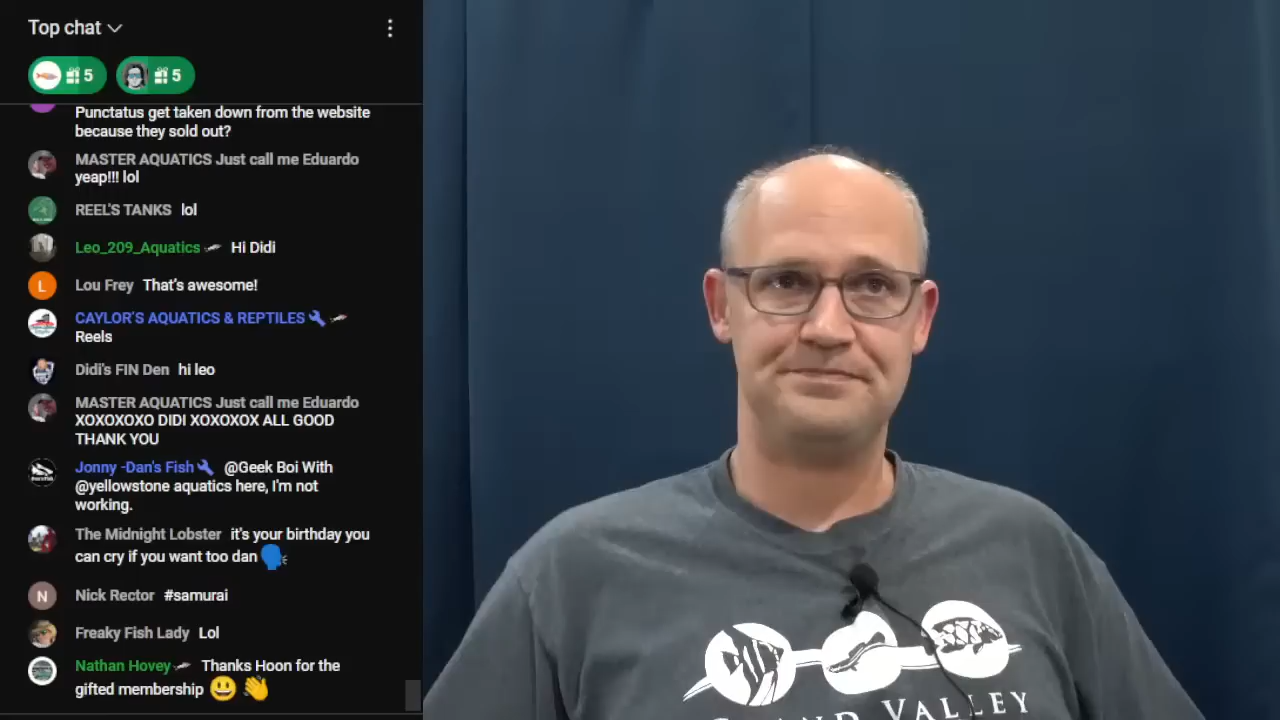 Top chat
5
5
Punctatus get taken down from the website
because they sold out?
MASTER AQUATICS Just call me Eduardo
yeap!!! lol
REEL'S TANKS lol
Leo_209_Aquatics Hi Didi
L
Lou Frey That's awesome!
CAYLOR'S AQUATICS & REPTILES
Reels
Didi's FIN Den hi leo
MASTER AQUATICS Just call me Eduardo
XOXOXOXO DIDI XOXOXOX ALL GOOD
THANK YOU
Jonny -Dan's Fish @Geek Boi With
@yellowstone aquatics here, I'm not
working.
The Midnight Lobster it's your birthday you
can cry if you want too dan 🗣
N
Nick Rector #samurai
Freaky Fish Lady Lol
Nathan Hovey Thanks Hoon for the
gifted membership 😃 👏
VALLEY